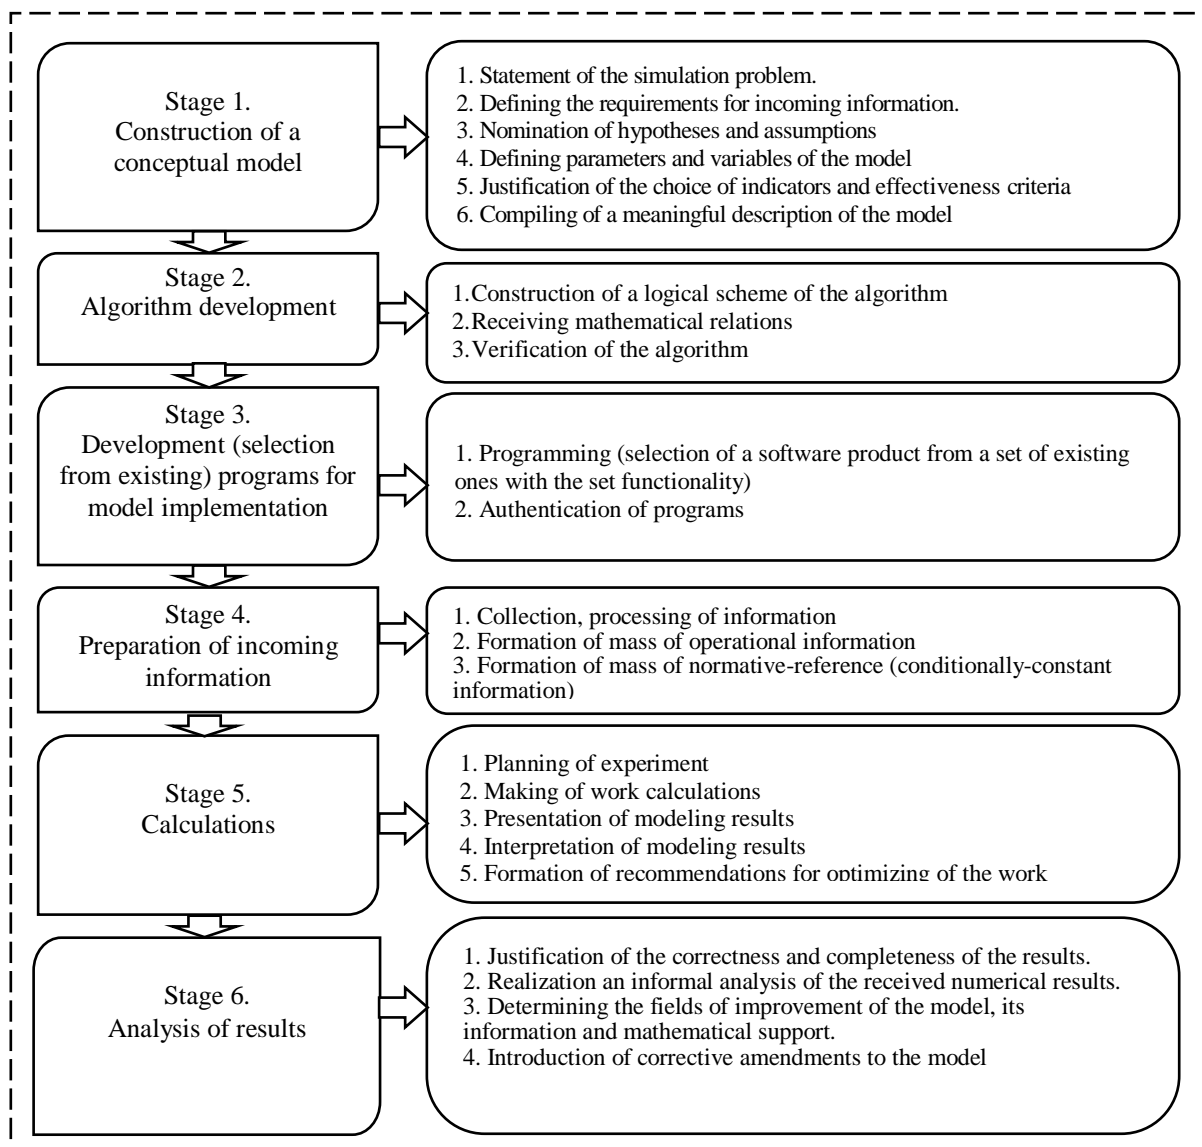 Stage 1.
Construction of a
conceptual model
1. Statement of the simulation problem.
2. Defining the requirements for incoming information.
3. Nomination of hypotheses and assumptions
4. Defining parameters and variables of the model
5. Justification of the choice of indicators and effectiveness criteria
6. Compiling of a meaningful description of the model
Stage 2.
Algorithm development
1.Construction of a logical scheme of the algorithm
2.Receiving mathematical relations
3.Verification of the algorithm
Stage 3.
Development (selection
from existing) programs for
model implementation
1. Programming (selection of a software product from a set of existing
ones with the set functionality)
2. Authentication of programs
Stage 4.
Preparation of incoming
information
1. Collection, processing of information
2. Formation of mass of operational information
3. Formation of mass of normative-reference (conditionally-constant
information)
Stage 5.
Calculations
1. Planning of experiment
2. Making of work calculations
3. Presentation of modeling results
4. Interpretation of modeling results
5. Formation of recommendations for optimizing of the work
Stage 6.
Analysis of results
1. Justification of the correctness and completeness of the results.
2. Realization an informal analysis of the received numerical results.
3. Determining the fields of improvement of the model, its
information and mathematical support.
4. Introduction of corrective amendments to the model